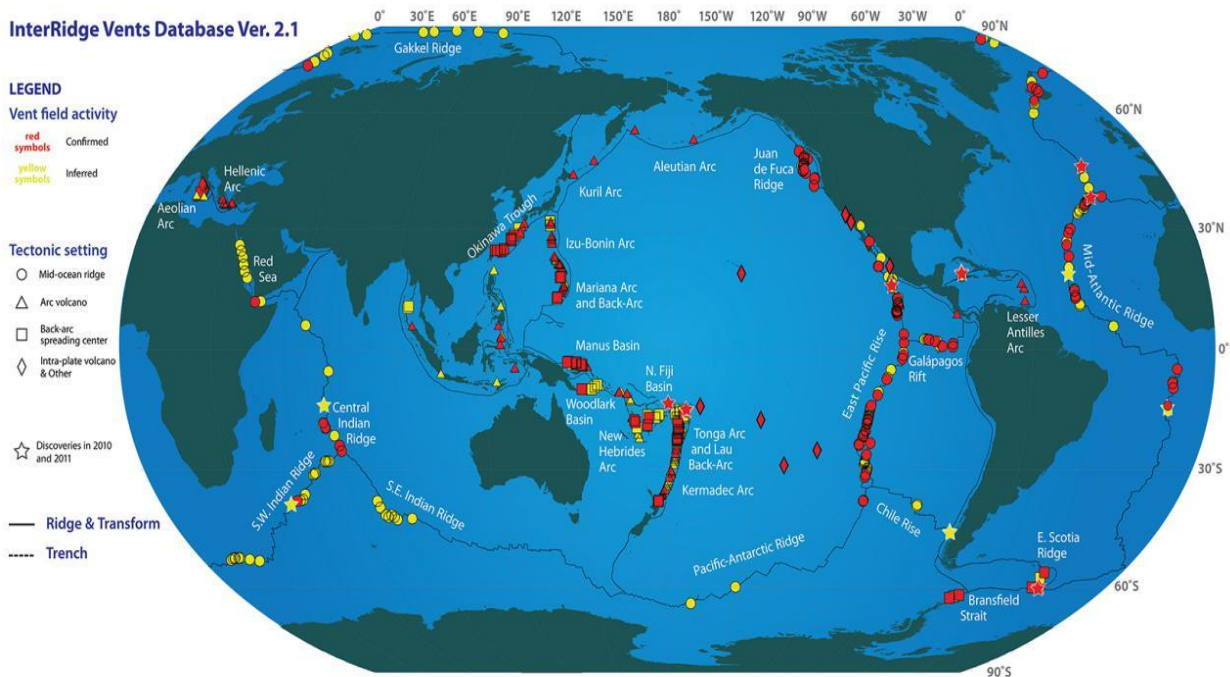 InterRidge Vents Database Ver. 2.1
LEGEND
Vent field activity
red
symbols
Confirmed
yellow
symbols
Inferred
Tectonic setting
Mid-ocean ridge
Arc volcano
Back-arc
spreading center
Intra-plate volcano
& Other
Discoveries in 2010
and 2011
Ridge & Transform
Trench
0˚ 30˚E 60˚E 90˚E 120˚E 150˚E 180˚ 150˚W 120˚W 90˚W 60˚W 30˚W 0˚ 90˚N
60˚N
30˚N
0˚
30˚S
60˚S
90˚S
Gakkel Ridge
Aleutian Arc
Kuril Arc
Juan
de Fuca
Ridge
Hellenic
Arc
Aeolian
Arc
Okinawa Trough
Izu-Bonin Arc
Red
Sea
Mariana Arc
and Back-Arc
Mid-Atlantic Ridge
Lesser
Antilles
Arc
Manus Basin
N. Fiji
Basin
East Pacific Rise
Galápagos
Rift
Woodlark
Basin
Central
Indian
Ridge
New
Hebrides
Arc
Tonga Arc
and Lau
Back-Arc
Kermadec Arc
S.W. Indian Ridge
S.E. Indian Ridge
Chile Rise
Pacific-Antarctic Ridge
E. Scotia
Ridge
Bransfield
Strait